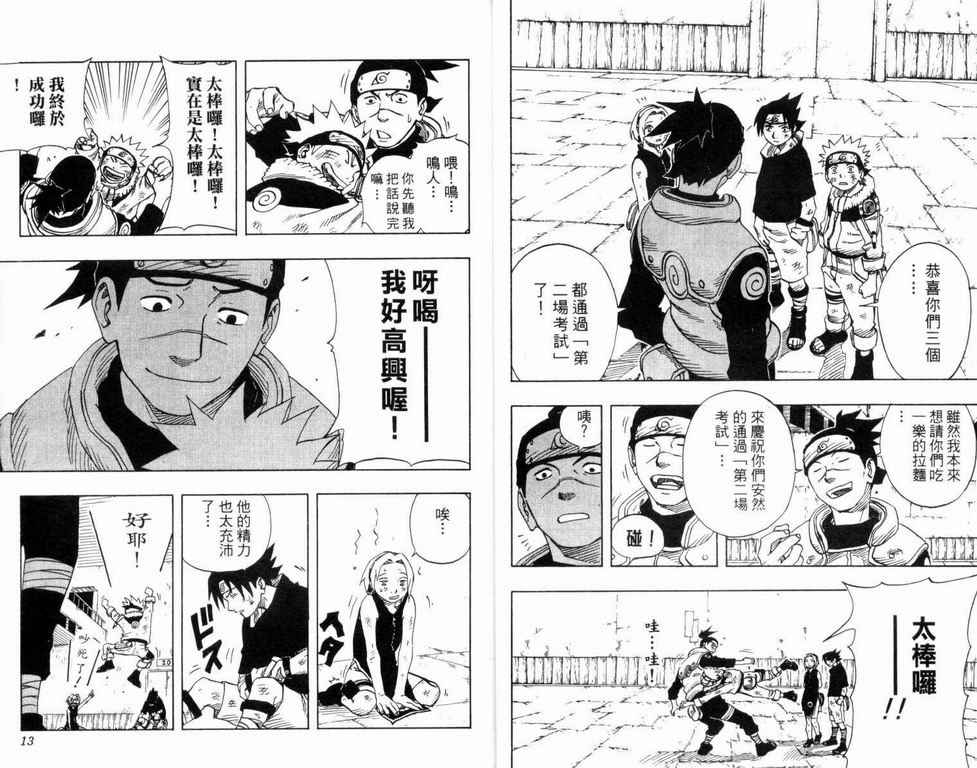 恭喜你們三個
……
都通過「第
二場考試」
了！
雖然我本來
想請你們吃
一樂的拉麵
…
來慶祝你們安然
的通過「第二場
考試」…
碰！
咦？
太棒囉
——！！
哇…哇！
喂！鳴…
鳴人…
你先聽我
把話說完
嘛…
太棒囉！太棒囉！
實在是太棒囉！
我終於
成功囉
！
呀喝——
我好高興喔！
唉…
ヘタ
他的精力
也太充沛
了…
ドス
好
耶！
吵死了！
13